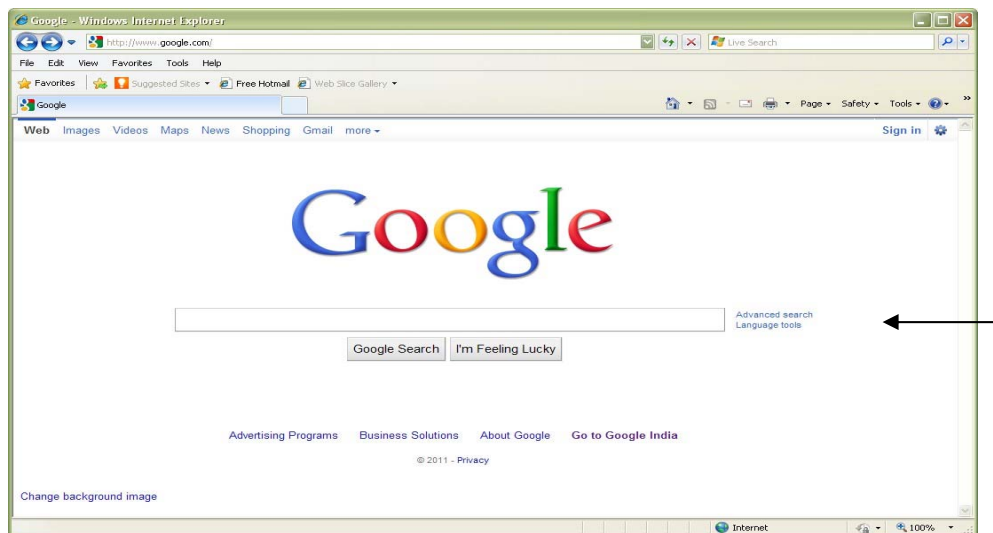 Google - Windows Internet Explorer
http://www.google.com/
Live Search
File Edit View Favorites Tools Help
Favorites Suggested Sites Free Hotmail Web Slice Gallery
Google
Page Safety Tools »
Web Images Videos Maps News Shopping Gmail more
Sign in
Google
Advanced search
Language tools
Google Search I'm Feeling Lucky
Advertising Programs Business Solutions About Google Go to Google India
© 2011 - Privacy
Change background image
Internet 100%